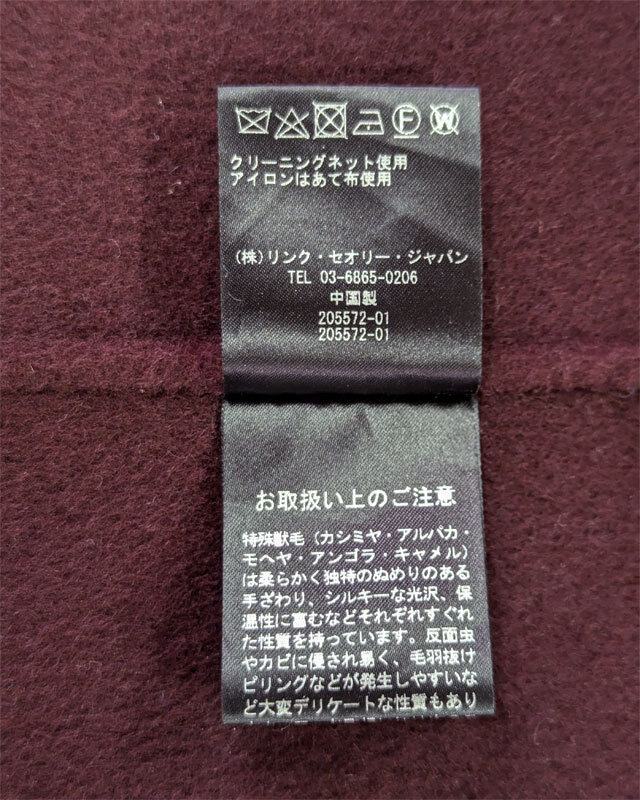 F W
クリーニングネット使用
アイロンはあて布使用
(株)リンク・セオリー・ジャパン
TEL 03-6865-0206
中国製
205572-01
205572-01
お取扱い上のご注意
特殊獣毛(カシミヤ・アルパカ・
モヘヤ・アンゴラ・キャメル)
は柔らかく独特のぬめりのある
手ざわり、シルキーな光沢、保
温性に富むなどそれぞれすぐれ
た性質を持っています。反面虫
やカビに侵され易く、毛羽抜け
ピリングなどが発生しやすいな
ど大変デリケートな性質もあり